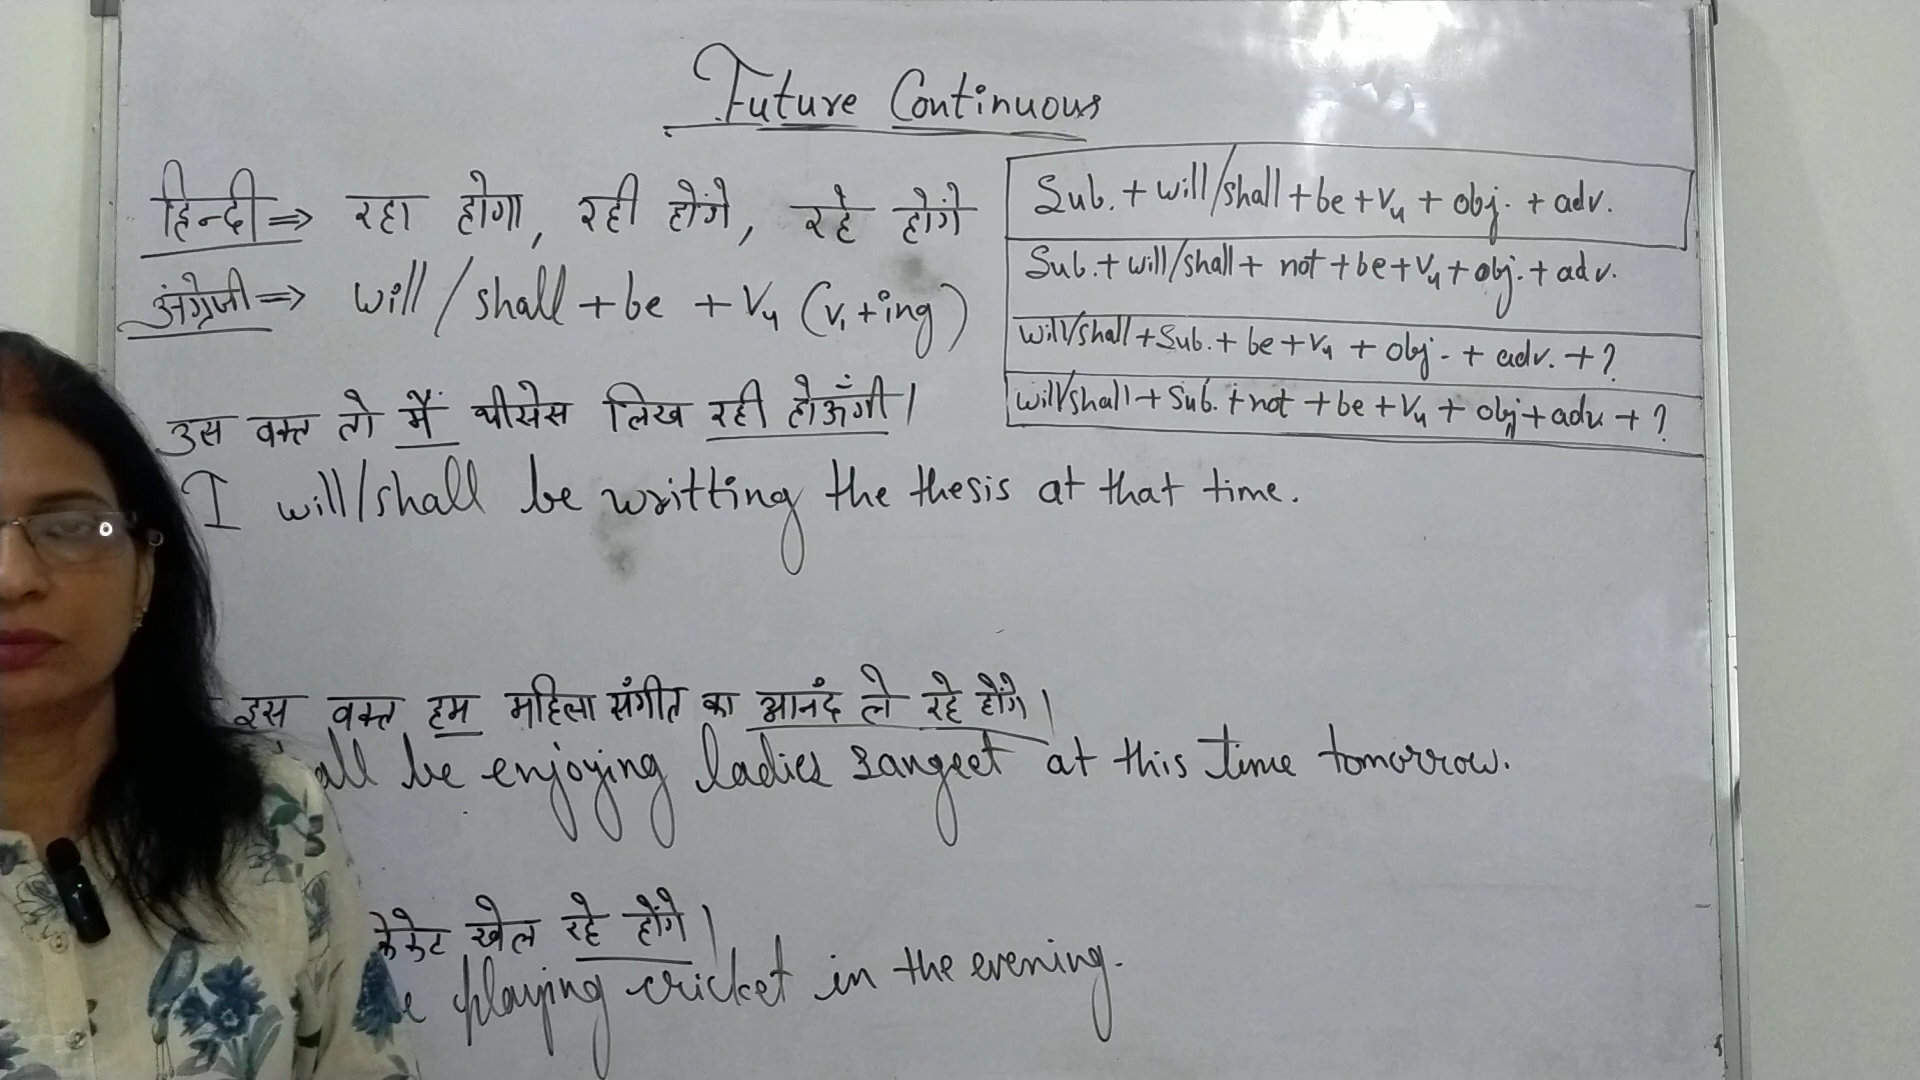 Future Continuous
हिन्दी ⇒ रहा होगा, रही होंगे, रहे होंगे
अंग्रेजी ⇒ will / shall + be + V₄ (V₁ + ing)
Sub. + will/shall + be + V₄ + obj. + adv.
Sub. + will/shall + not + be + V₄ + obj. + adv.
will/shall + Sub. + be + V₄ + obj. + adv. + ?
will/shall + Sub. + not + be + V₄ + obj + adv + ?
उस वक्त तो मैं थीसेस लिख रही होऊँगी।
I will/shall be writting the thesis at that time.
इस वक्त हम महिला संगीत का आनंद ले रहे होंगे।
be enjoying ladies sangeet at this time tomorrow.
खेल रहे होंगे।
playing cricket in the evening.